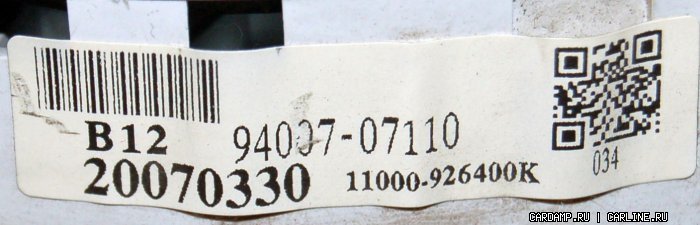 B12 94007-07110
034
20070330 11000-926400K
CARDAMP.RU | CARLINE.RU